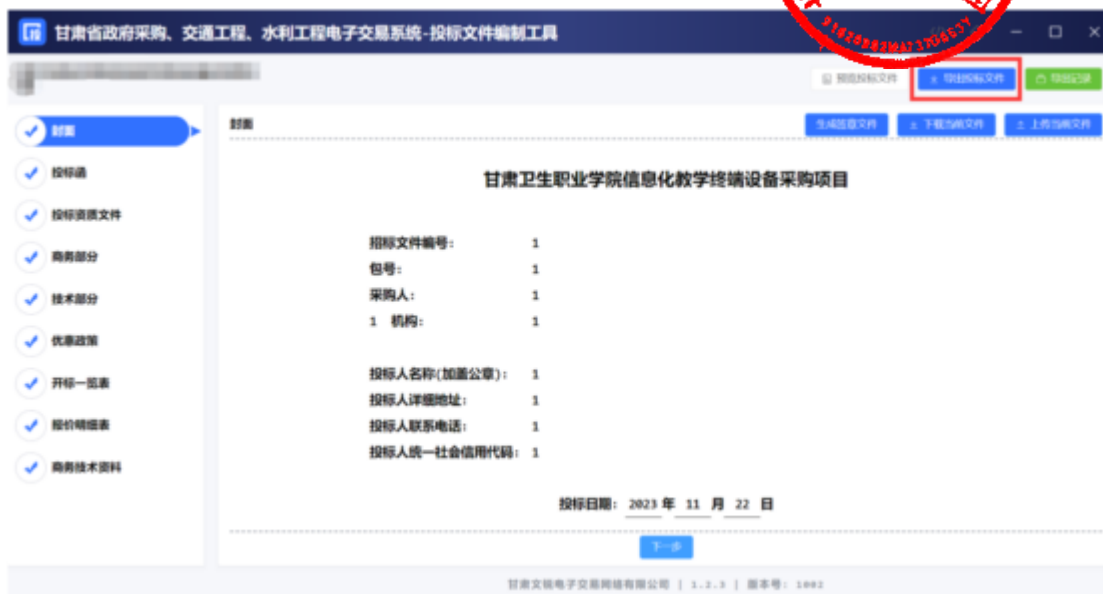 甘肃省政府采购、交通工程、水利工程电子交易系统-投标文件编制工具
预览投标文件 导出投标文件 导出记录
封面 封面 生成签章文件 下载当前文件 上传当前文件
投标函
投标资质文件
商务部分
技术部分
优惠政策
开标一览表
报价明细表
商务技术资料
甘肃卫生职业学院信息化教学终端设备采购项目
招标文件编号： 1
包号： 1
采购人： 1
1 机构： 1
投标人名称(加盖公章)： 1
投标人详细地址： 1
投标人联系电话： 1
投标人统一社会信用代码： 1
投标日期： 2023 年 11 月 22 日
下一步
甘肃文锐电子交易网络有限公司 | 1.2.3 | 版本号: 1002